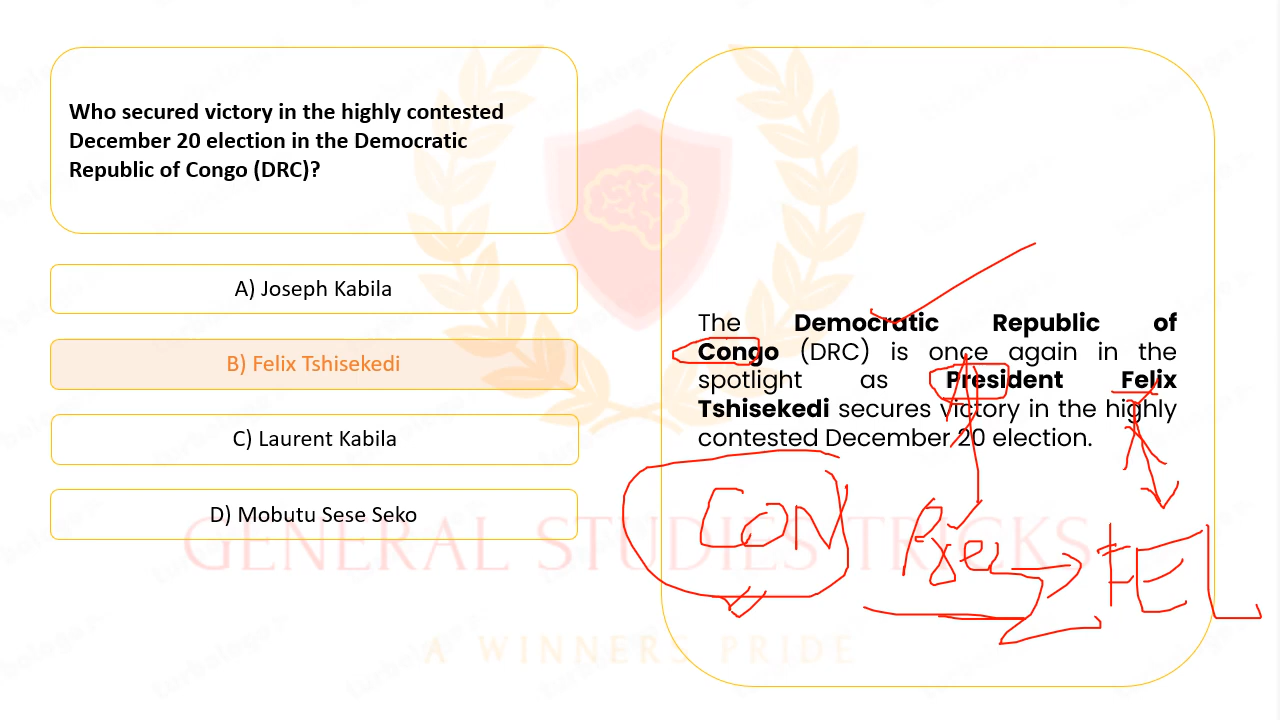 Who secured victory in the highly contested
December 20 election in the Democratic
Republic of Congo (DRC)?
A) Joseph Kabila
B) Felix Tshisekedi
C) Laurent Kabila
D) Mobutu Sese Seko
The Democratic Republic of
Congo (DRC) is once again in the
spotlight as President Felix
Tshisekedi secures victory in the highly
contested December 20 election.
CON
FEL
GENERAL STUDIES TRICKS
A WINNERS PRIDE